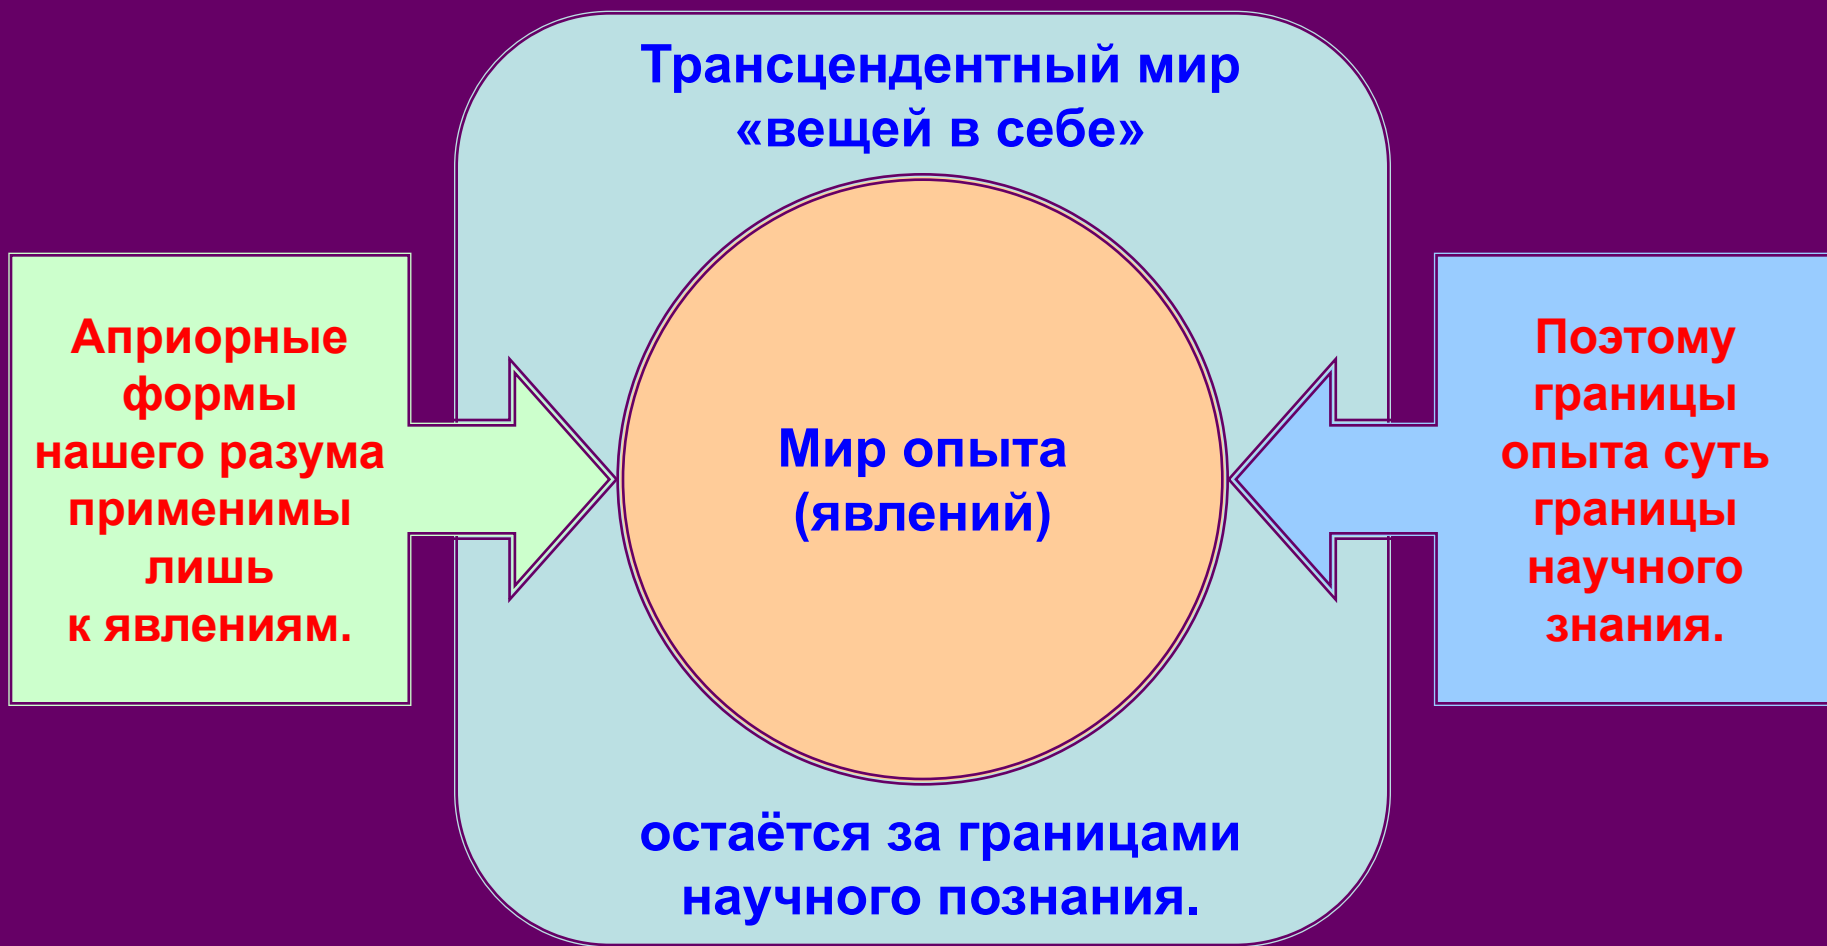 Трансцендентный мир
«вещей в себе»
Априорные
формы
нашего разума
применимы
лишь
к явлениям.
Мир опыта
(явлений)
Поэтому
границы
опыта суть
границы
научного
знания.
остаётся за границами
научного познания.